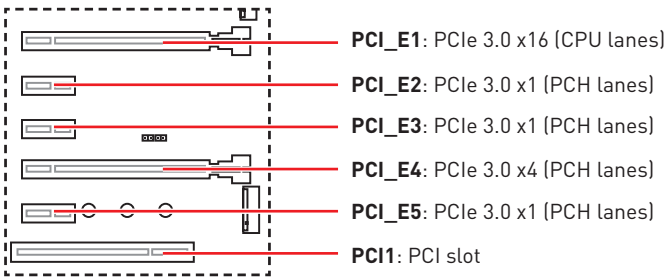 PCI_E1: PCIe 3.0 x16 (CPU lanes)
PCI_E2: PCIe 3.0 x1 (PCH lanes)
PCI_E3: PCIe 3.0 x1 (PCH lanes)
PCI_E4: PCIe 3.0 x4 (PCH lanes)
PCI_E5: PCIe 3.0 x1 (PCH lanes)
PCI1: PCI slot